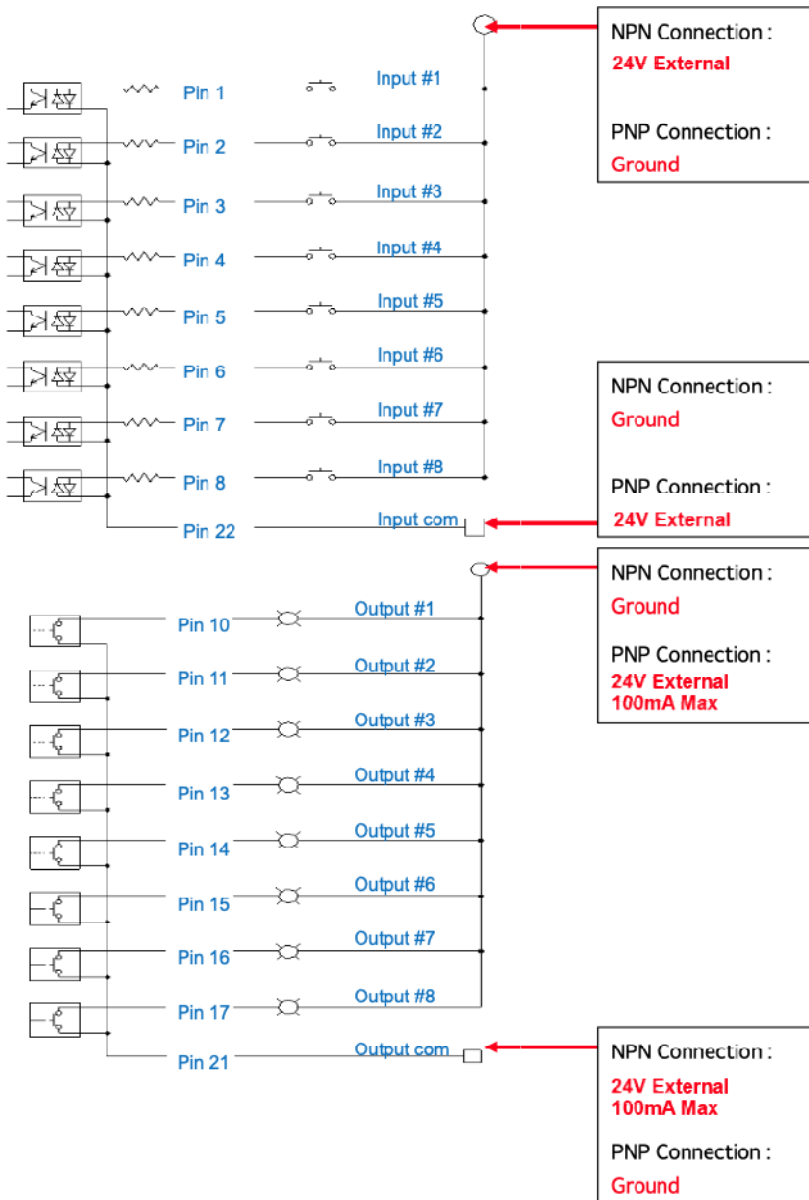 NPN Connection :
24V External
PNP Connection :
Ground
Pin 1 Input #1
Pin 2 Input #2
Pin 3 Input #3
Pin 4 Input #4
Pin 5 Input #5
Pin 6 Input #6
Pin 7 Input #7
Pin 8 Input #8
Pin 22 Input com
NPN Connection :
Ground
PNP Connection :
24V External
NPN Connection :
Ground
PNP Connection :
24V External
100mA Max
Pin 10 Output #1
Pin 11 Output #2
Pin 12 Output #3
Pin 13 Output #4
Pin 14 Output #5
Pin 15 Output #6
Pin 16 Output #7
Pin 17 Output #8
Pin 21 Output com
NPN Connection :
24V External
100mA Max
PNP Connection :
Ground